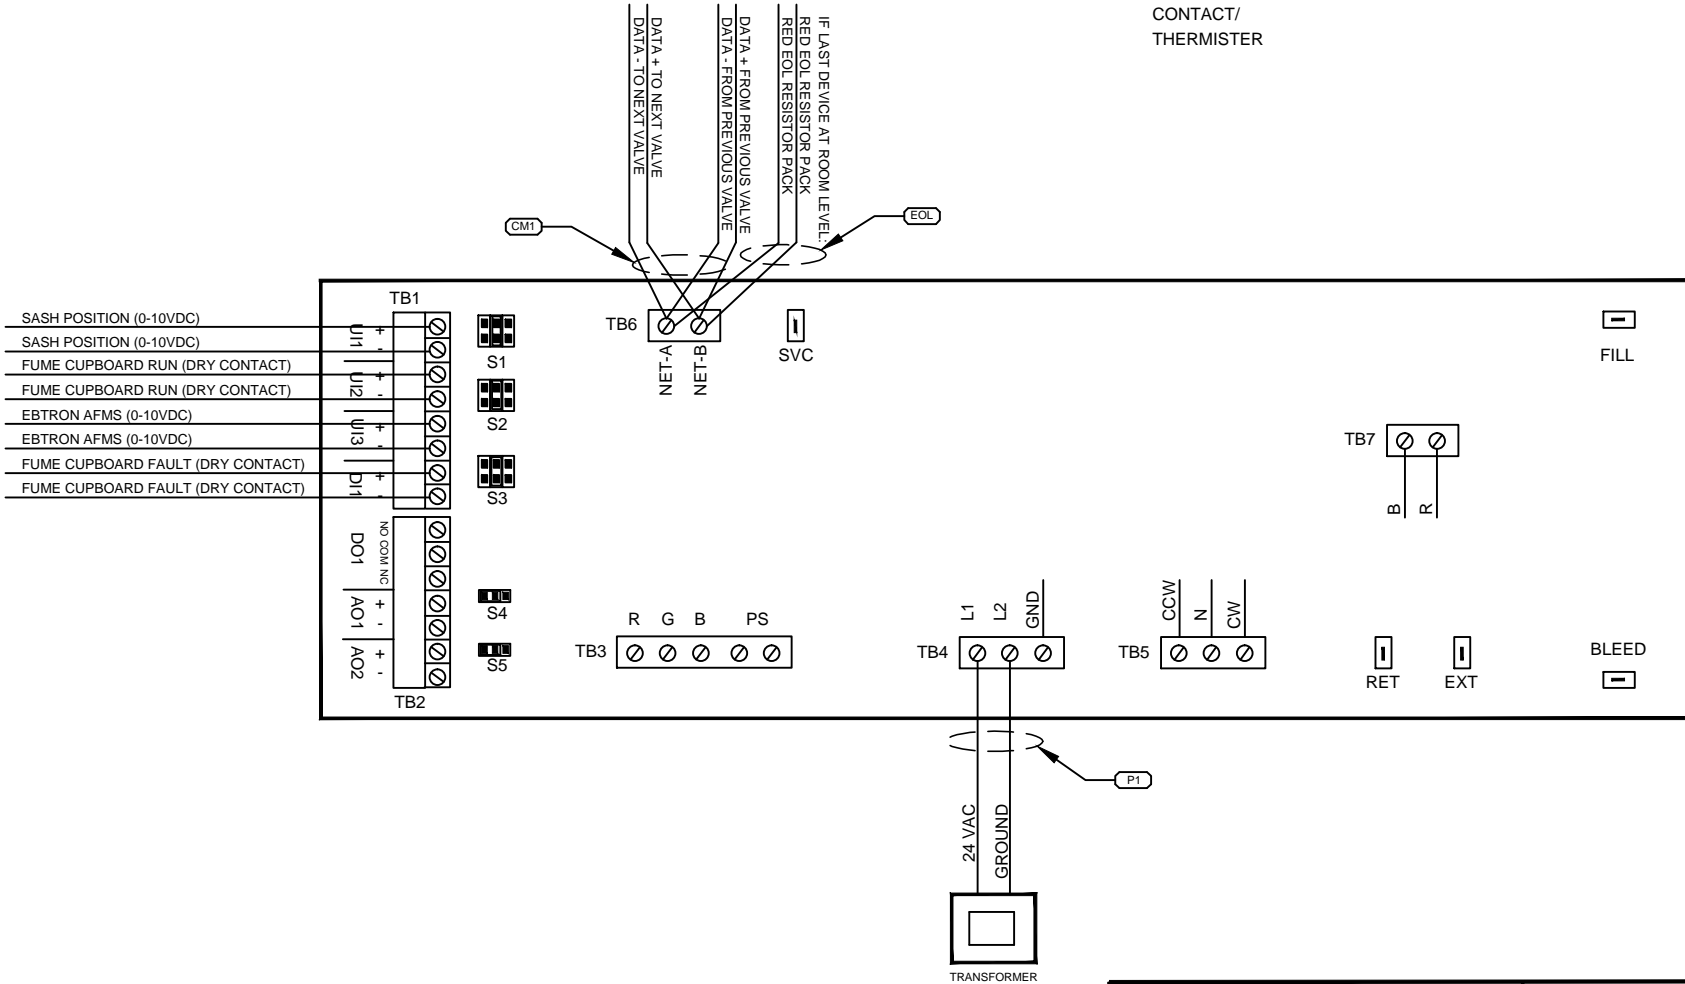 CONTACT/
THERMISTER
DATA - TO NEXT VALVE
DATA + TO NEXT VALVE
DATA - FROM PREVIOUS VALVE
DATA + FROM PREVIOUS VALVE
RED EOL RESISTOR PACK
RED EOL RESISTOR PACK
IF LAST DEVICE AT ROOM LEVEL:
CM1
EOL
TB1
SASH POSITION (0-10VDC)
SASH POSITION (0-10VDC)
FUME CUPBOARD RUN (DRY CONTACT)
FUME CUPBOARD RUN (DRY CONTACT)
EBTRON AFMS (0-10VDC)
EBTRON AFMS (0-10VDC)
FUME CUPBOARD FAULT (DRY CONTACT)
FUME CUPBOARD FAULT (DRY CONTACT)
UI1 + -
UI2 + -
UI3 + -
DI1 + -
S1
S2
S3
TB6
NET-A
NET-B
SVC
FILL
TB7
B
R
DO1
NO COM NC
AO1 + -
AO2 + -
TB2
S4
S5
R G B PS
TB3
L1
L2
GND
TB4
CCW
N
CW
TB5
RET
EXT
BLEED
P1
24 VAC
GROUND
TRANSFORMER